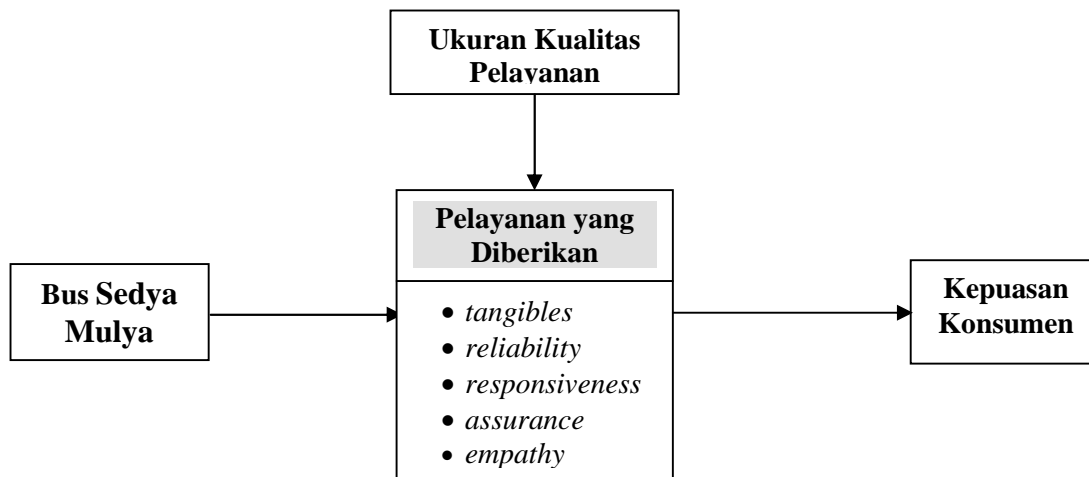 Ukuran Kualitas
Pelayanan
Pelayanan yang
Diberikan
Bus Sedya
Mulya
• tangibles
• reliability
• responsiveness
• assurance
• empathy
Kepuasan
Konsumen